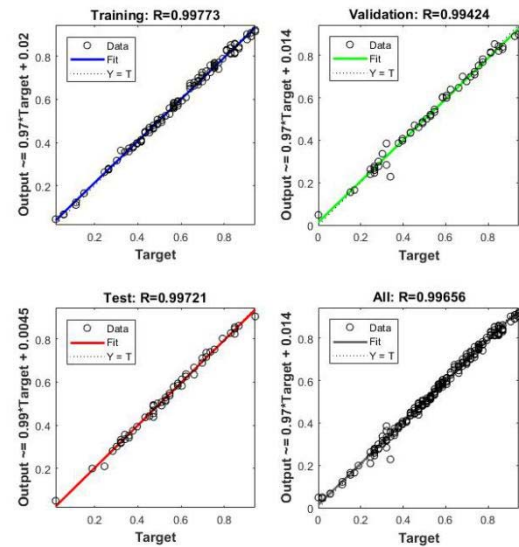 Training: R=0.99773
Output ~= 0.97*Target + 0.02
Data
Fit
Y = T
0.8
0.6
0.4
0.2
0.2 0.4 0.6 0.8
Target
Validation: R=0.99424
Output ~= 0.97*Target + 0.014
Data
Fit
Y = T
0.8
0.6
0.4
0.2
0 0.2 0.4 0.6 0.8
Target
Test: R=0.99721
Output ~= 0.99*Target + 0.0045
Data
Fit
Y = T
0.8
0.6
0.4
0.2
0.2 0.4 0.6 0.8
Target
All: R=0.99656
Output ~= 0.97*Target + 0.014
Data
Fit
Y = T
0.8
0.6
0.4
0.2
0 0.2 0.4 0.6 0.8
Target